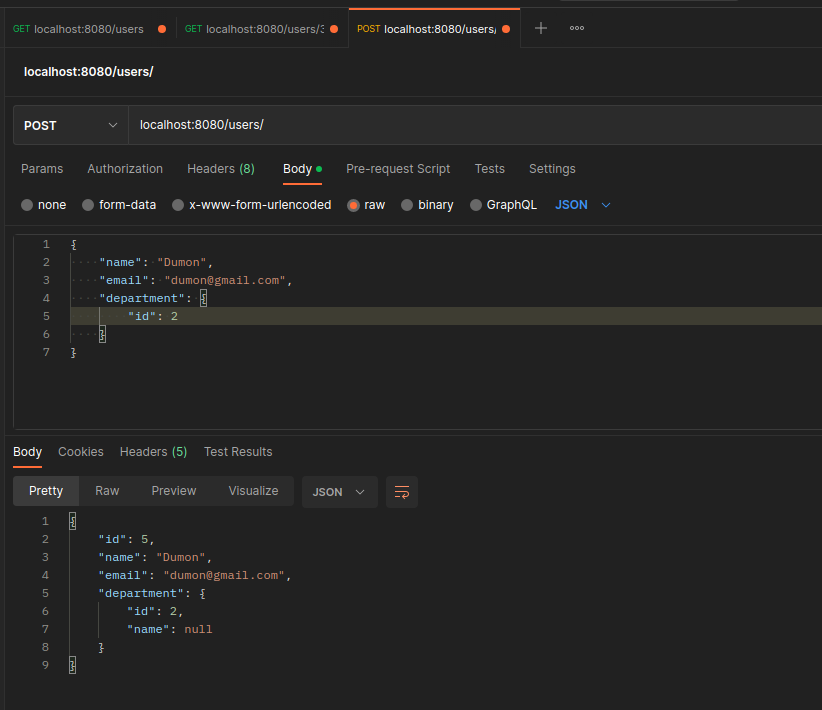 GET localhost:8080/users GET localhost:8080/users/3 POST localhost:8080/users/
localhost:8080/users/
POST localhost:8080/users/
Params Authorization Headers (8) Body Pre-request Script Tests Settings
none form-data x-www-form-urlencoded raw binary GraphQL JSON
1 {
2 "name": "Dumon",
3 "email": "dumon@gmail.com",
4 "department": {
5 "id": 2
6 }
7 }
Body Cookies Headers (5) Test Results
Pretty Raw Preview Visualize JSON
1 {
2 "id": 5,
3 "name": "Dumon",
4 "email": "dumon@gmail.com",
5 "department": {
6 "id": 2,
7 "name": null
8 }
9 }